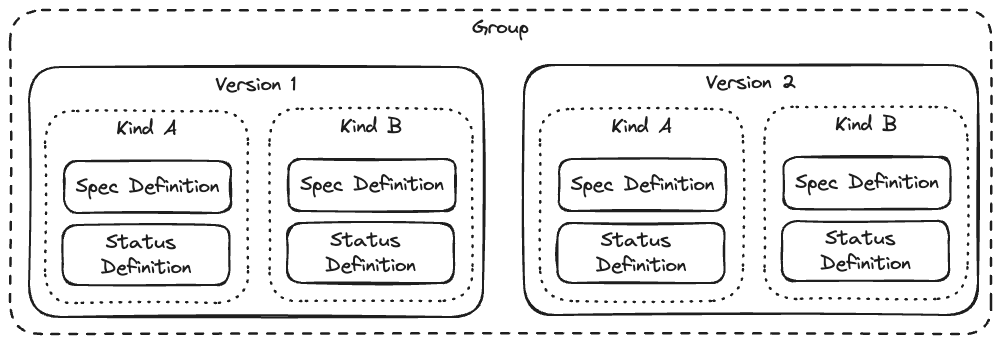 Group
Version 1
Kind A
Spec Definition
Status
Definition
Kind B
Spec Definition
Status
Definition
Version 2
Kind A
Spec Definition
Status
Definition
Kind B
Spec Definition
Status
Definition